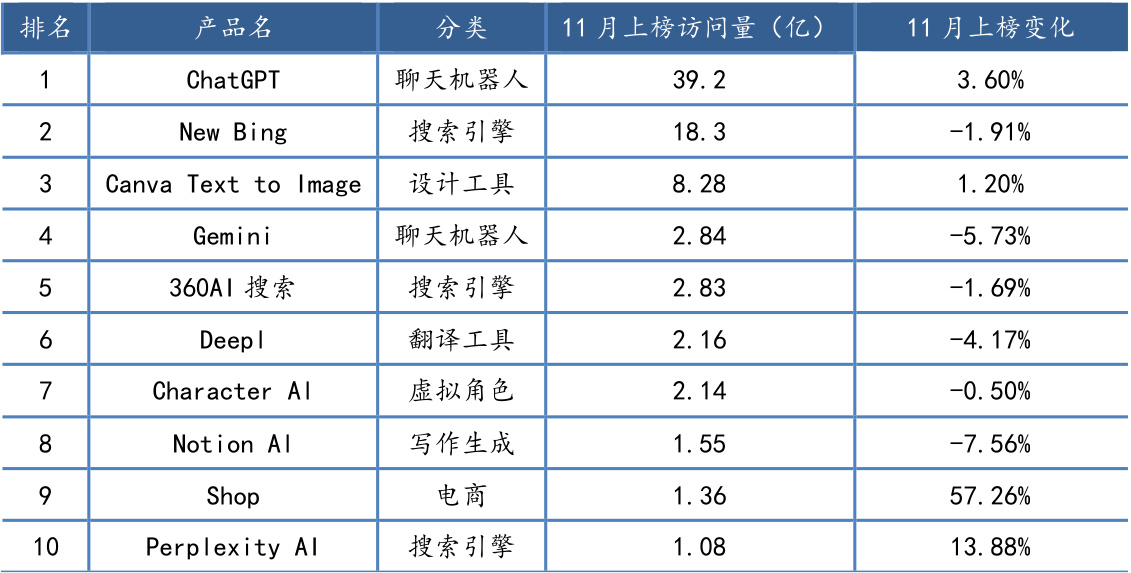 排名 产品名 分类 11月上榜访问量（亿） 11月上榜变化
1 ChatGPT 聊天机器人 39.2 3.60%
2 New Bing 搜索引擎 18.3 -1.91%
3 Canva Text to Image 设计工具 8.28 1.20%
4 Gemini 聊天机器人 2.84 -5.73%
5 360AI搜索 搜索引擎 2.83 -1.69%
6 Deepl 翻译工具 2.16 -4.17%
7 Character AI 虚拟角色 2.14 -0.50%
8 Notion AI 写作生成 1.55 -7.56%
9 Shop 电商 1.36 57.26%
10 Perplexity AI 搜索引擎 1.08 13.88%